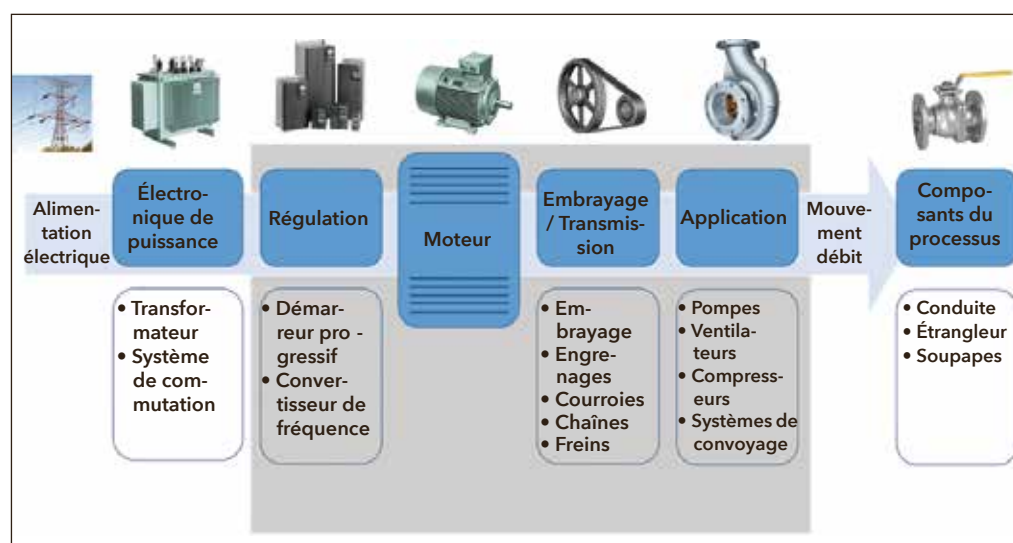 Alimen-
tation
électrique
Électro-
nique de
puissance
Régulation
Moteur
Embrayage
/ Transmis-
sion
Application
Mouve-
ment
débit
Compo-
sants du
processus
• Transfor-
mateur
• Système
de com-
mutation
• Démar-
reur pro -
gressif
• Conver-
tisseur de
fréquence
• Em-
brayage
• Engre-
nages
• Courroies
• Chaînes
• Freins
• Pompes
• Ventila-
teurs
• Compress-
eurs
• Systèmes de
convoyage
• Conduite
• Étrangleur
• Soupapes